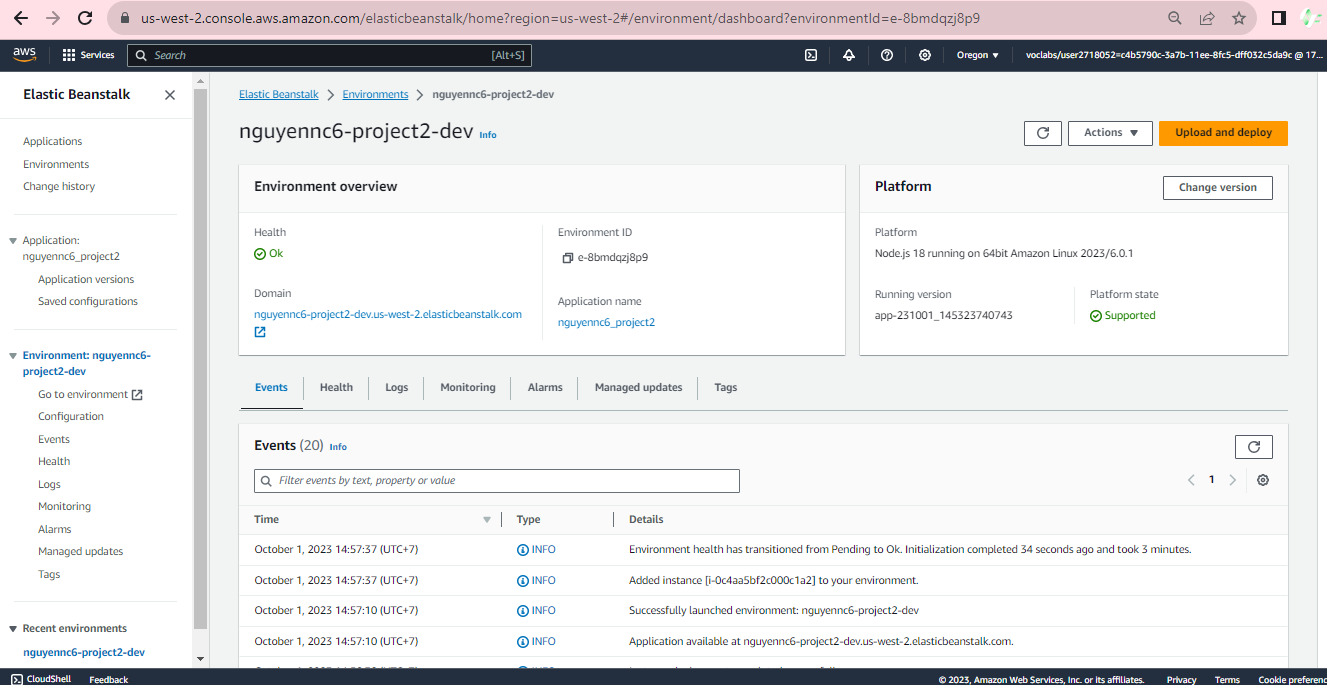 us-west-2.console.aws.amazon.com/elasticbeanstalk/home?region=us-west-2#/environment/dashboard?environmentId=e-8bmdqzj8p9
aws Services Search [Alt+S] Oregon ▼ voclabs/user2718052=c4b5790c-3a7b-11ee-8fc5-dff032c5da9c @ 17...
Elastic Beanstalk
Applications
Environments
Change history
Application:
nguyennc6_project2
Application versions
Saved configurations
Environment: nguyennc6-
project2-dev
Go to environment
Configuration
Events
Health
Logs
Monitoring
Alarms
Managed updates
Tags
Recent environments
nguyennc6-project2-dev
Elastic Beanstalk > Environments > nguyennc6-project2-dev
nguyennc6-project2-dev Info
Actions ▼ Upload and deploy
Environment overview
Health
Ok
Domain
nguyennc6-project2-dev.us-west-2.elasticbeanstalk.com
Environment ID
e-8bmdqzj8p9
Application name
nguyennc6_project2
Platform Change version
Platform
Node.js 18 running on 64bit Amazon Linux 2023/6.0.1
Running version
app-231001_145323740743
Platform state
Supported
Events Health Logs Monitoring Alarms Managed updates Tags
Events (20) Info
Filter events by text, property or value
1
Time Type Details
October 1, 2023 14:57:37 (UTC+7) INFO Environment health has transitioned from Pending to Ok. Initialization completed 34 seconds ago and took 3 minutes.
October 1, 2023 14:57:37 (UTC+7) INFO Added instance [i-0c4aa5bf2c000c1a2] to your environment.
October 1, 2023 14:57:10 (UTC+7) INFO Successfully launched environment: nguyennc6-project2-dev
October 1, 2023 14:57:10 (UTC+7) INFO Application available at nguyennc6-project2-dev.us-west-2.elasticbeanstalk.com.
CloudShell Feedback © 2023, Amazon Web Services, Inc. or its affiliates. Privacy Terms Cookie preferenc